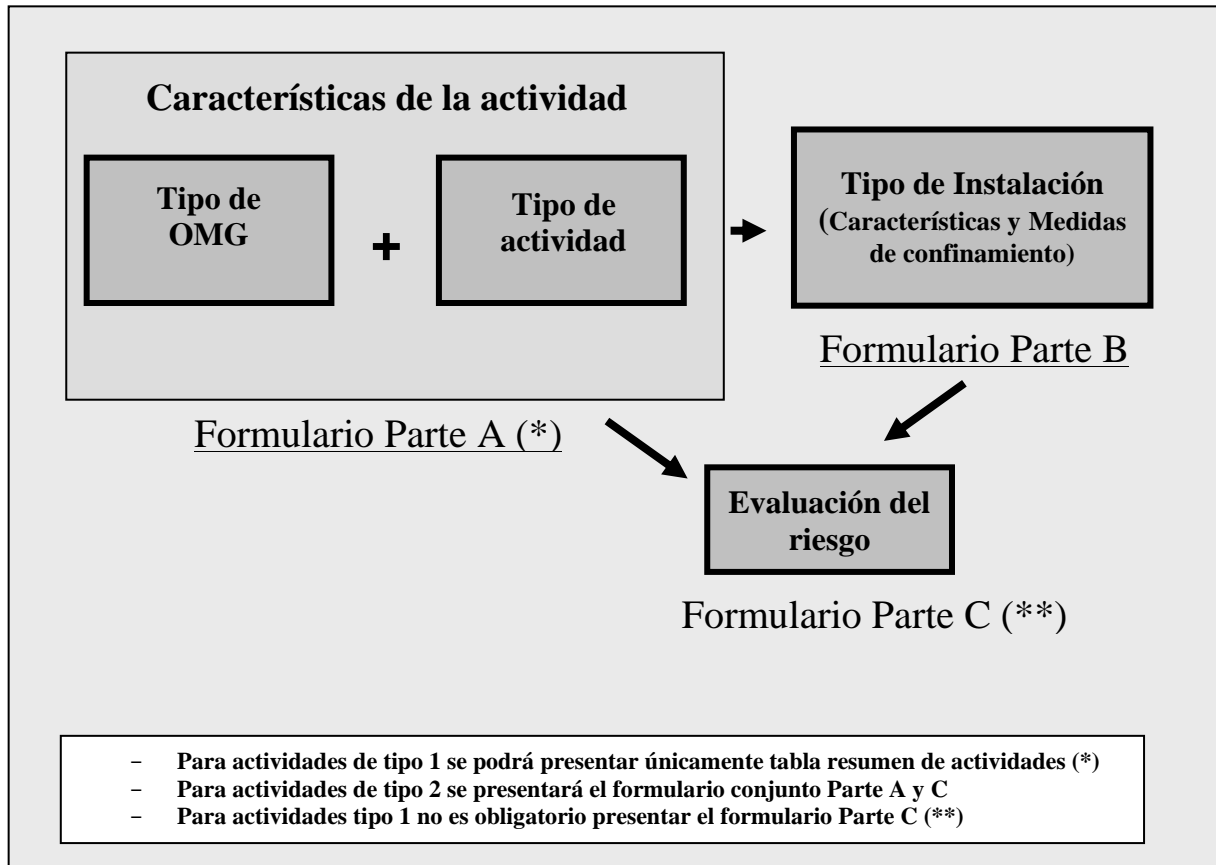 Características de la actividad
Tipo de
OMG
+
Tipo de
actividad
Tipo de Instalación
(Características y Medidas
de confinamiento)
Formulario Parte B
Formulario Parte A (*)
Evaluación del
riesgo
Formulario Parte C (**)
– Para actividades de tipo 1 se podrá presentar únicamente tabla resumen de actividades (*)
– Para actividades de tipo 2 se presentará el formulario conjunto Parte A y C
– Para actividades tipo 1 no es obligatorio presentar el formulario Parte C (**)